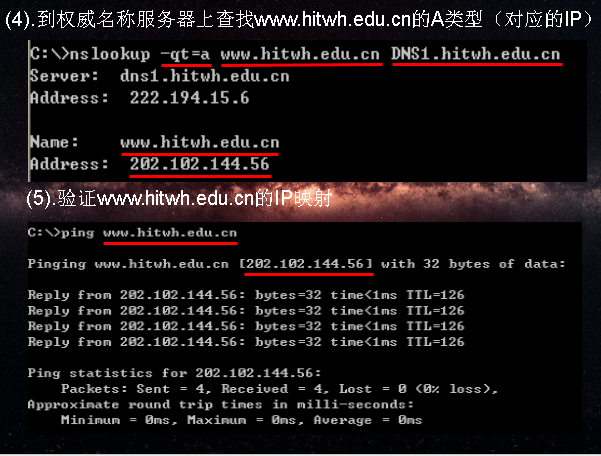 (4).到权威名称服务器上查找www.hitwh.edu.cn的A类型（对应的IP）
C:\>nslookup -qt=a www.hitwh.edu.cn DNS1.hitwh.edu.cn
Server:  dns1.hitwh.edu.cn
Address:  222.194.15.6
Name:    www.hitwh.edu.cn
Address:  202.102.144.56
(5).验证www.hitwh.edu.cn的IP映射
C:\>ping www.hitwh.edu.cn
Pinging www.hitwh.edu.cn [202.102.144.56] with 32 bytes of data:
Reply from 202.102.144.56: bytes=32 time<1ms TTL=126
Reply from 202.102.144.56: bytes=32 time<1ms TTL=126
Reply from 202.102.144.56: bytes=32 time<1ms TTL=126
Reply from 202.102.144.56: bytes=32 time<1ms TTL=126
Ping statistics for 202.102.144.56:
    Packets: Sent = 4, Received = 4, Lost = 0 (0% loss),
Approximate round trip times in milli-seconds:
    Minimum = 0ms, Maximum = 0ms, Average = 0ms